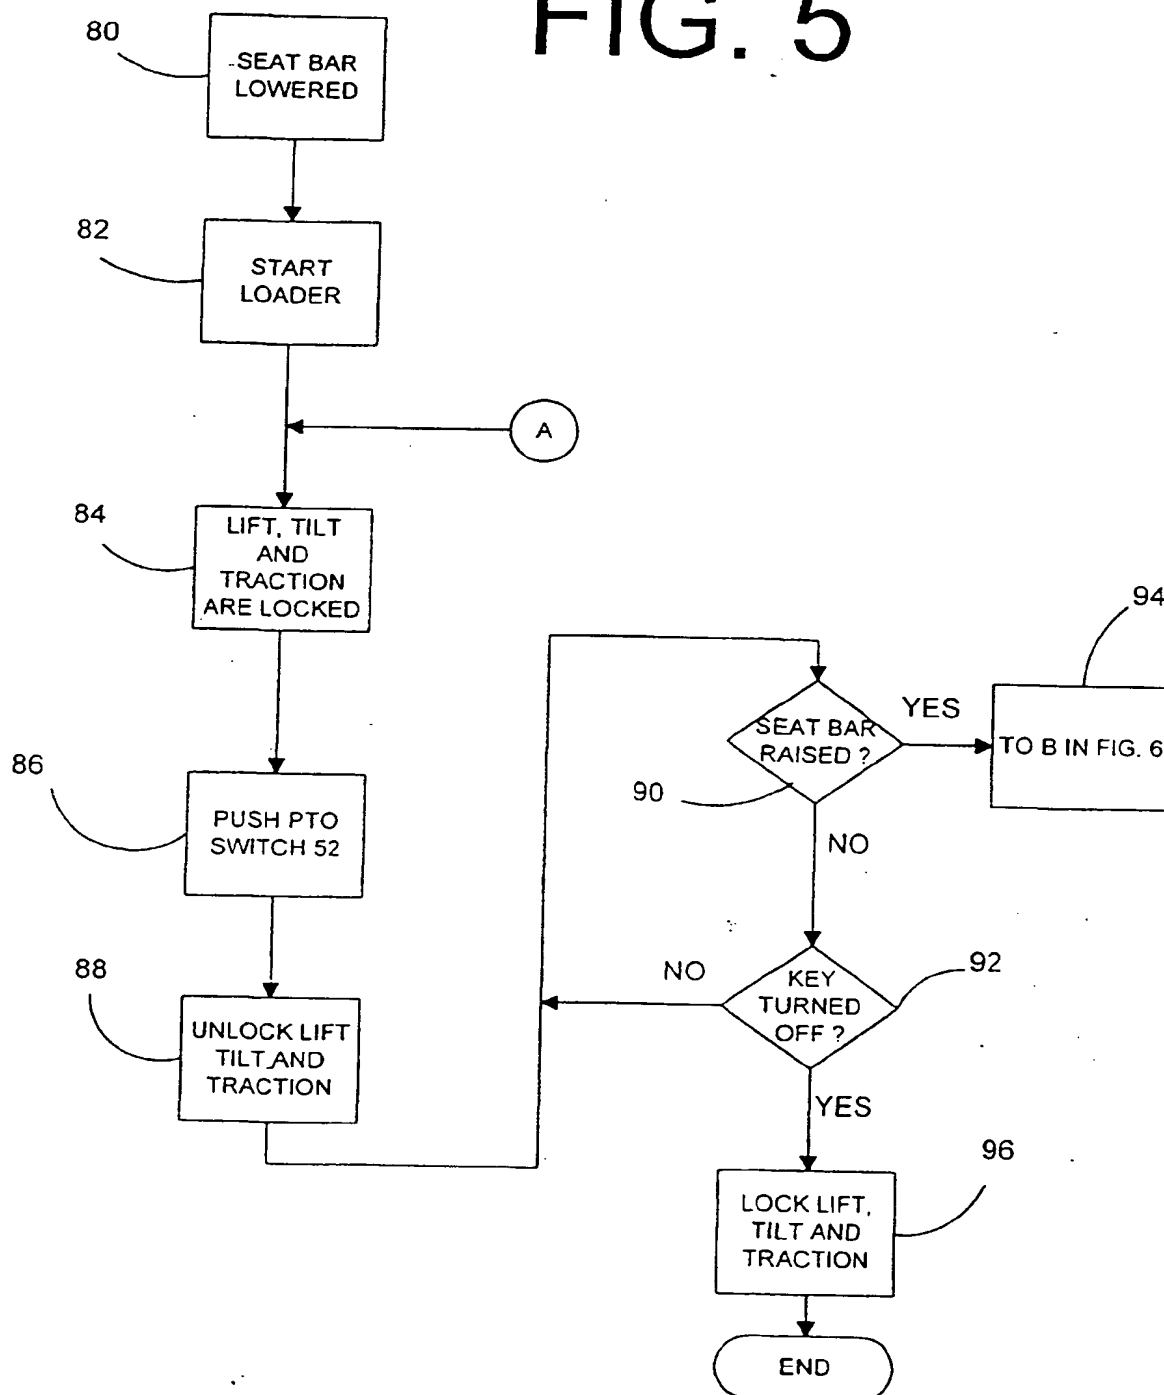 FIG. 5
80
SEAT BAR
LOWERED
82
START
LOADER
A
84
LIFT, TILT
AND
TRACTION
ARE LOCKED
86
PUSH PTO
SWITCH 52
88
UNLOCK LIFT
TILT AND
TRACTION
SEAT BAR
RAISED ?
90
YES
94
TO B IN FIG. 6
NO
KEY
TURNED
OFF ?
92
NO
YES
96
LOCK LIFT,
TILT AND
TRACTION
END